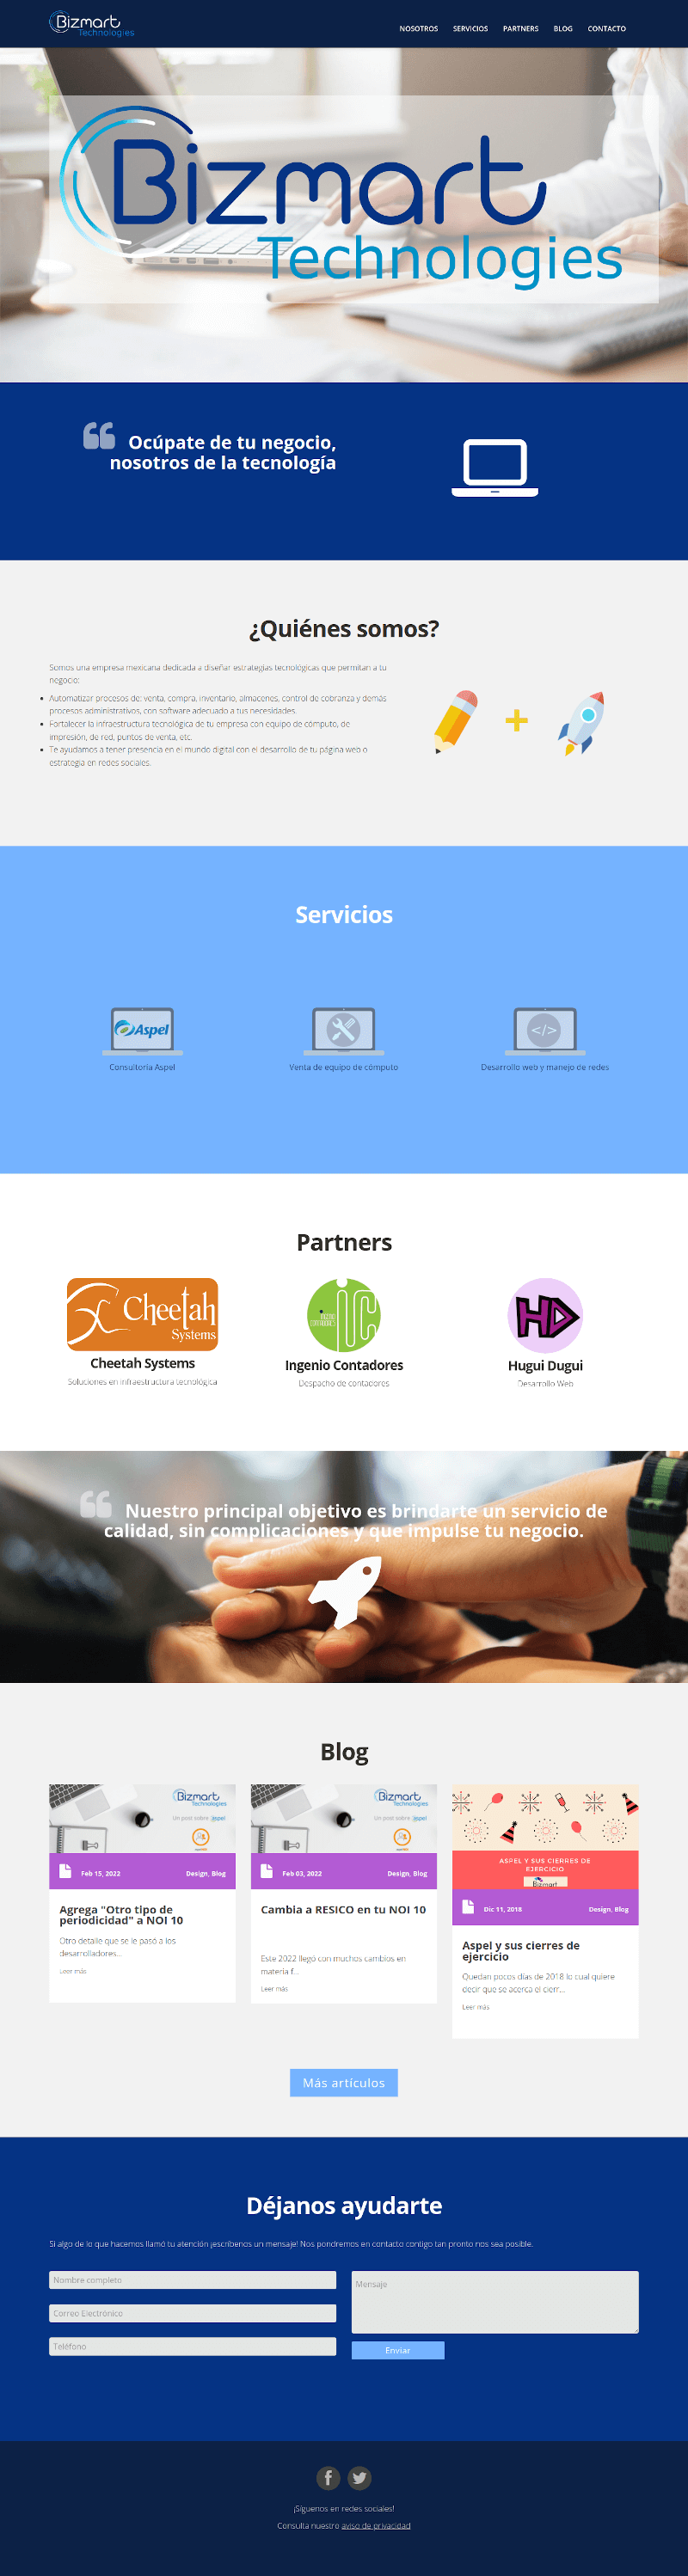 Bizmart
Technologies
NOSOTROS SERVICIOS PARTNERS BLOG CONTACTO
Bizmart
Technologies
Ocúpate de tu negocio,
nosotros de la tecnología
¿Quiénes somos?
Somos una empresa mexicana dedicada a diseñar estrategias tecnológicas que permitan a tu
negocio:
Automatizar procesos de: venta, compra, inventario, almacenes, control de cobranza y demás
procesos administrativos, con software adecuado a tus necesidades.
Fortalecer la infraestructura tecnológica de tu empresa con equipo de cómputo, de
impresión, de red, puntos de venta, etc.
Te ayudamos a tener presencia en el mundo digital con el desarrollo de tu página web o
estrategia en redes sociales.
Servicios
Aspel
</>
Consultoría Aspel
Venta de equipo de cómputo
Desarrollo web y manejo de redes
Partners
Cheetah
Systems
INGENIO
CONTADORES
iC
HD
Cheetah Systems
Soluciones en infraestructura tecnológica
Ingenio Contadores
Despacho de contadores
Hugui Dugui
Desarrollo Web
Nuestro principal objetivo es brindarte un servicio de
calidad, sin complicaciones y que impulse tu negocio.
Blog
Bizmart
Technologies
Un post sobre aspel
Feb 15, 2022 Design, Blog
Agrega "Otro tipo de
periodicidad" a NOI 10
Otro detalle que se le pasó a los
desarrolladores...
Leer más
Bizmart
Technologies
Un post sobre aspel
Feb 03, 2022 Design, Blog
Cambia a RESICO en tu NOI 10
Este 2022 llegó con muchos cambios en
materia f...
Leer más
ASPEL Y SUS CIERRES DE
EJERCICIO
Bizmart
Dic 11, 2018 Design, Blog
Aspel y sus cierres de
ejercicio
Quedan pocos días de 2018 lo cual quiere
decir que se acerca el cierr...
Leer más
Más artículos
Déjanos ayudarte
Si algo de lo que hacemos llamó tu atención ¡escríbenos un mensaje! Nos pondremos en contacto contigo tan pronto nos sea posible.
Nombre completo
Correo Electrónico
Teléfono
Mensaje
Enviar
¡Síguenos en redes sociales!
Consulta nuestro aviso de privacidad